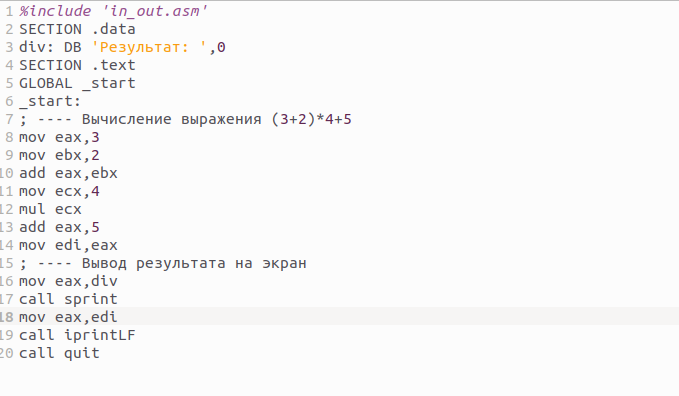 1 %include 'in_out.asm'
2 SECTION .data
3 div: DB 'Результат: ',0
4 SECTION .text
5 GLOBAL _start
6 _start:
7 ; ---- Вычисление выражения (3+2)*4+5
8 mov eax,3
9 mov ebx,2
10 add eax,ebx
11 mov ecx,4
12 mul ecx
13 add eax,5
14 mov edi,eax
15 ; ---- Вывод результата на экран
16 mov eax,div
17 call sprint
18 mov eax,edi
19 call iprintLF
20 call quit